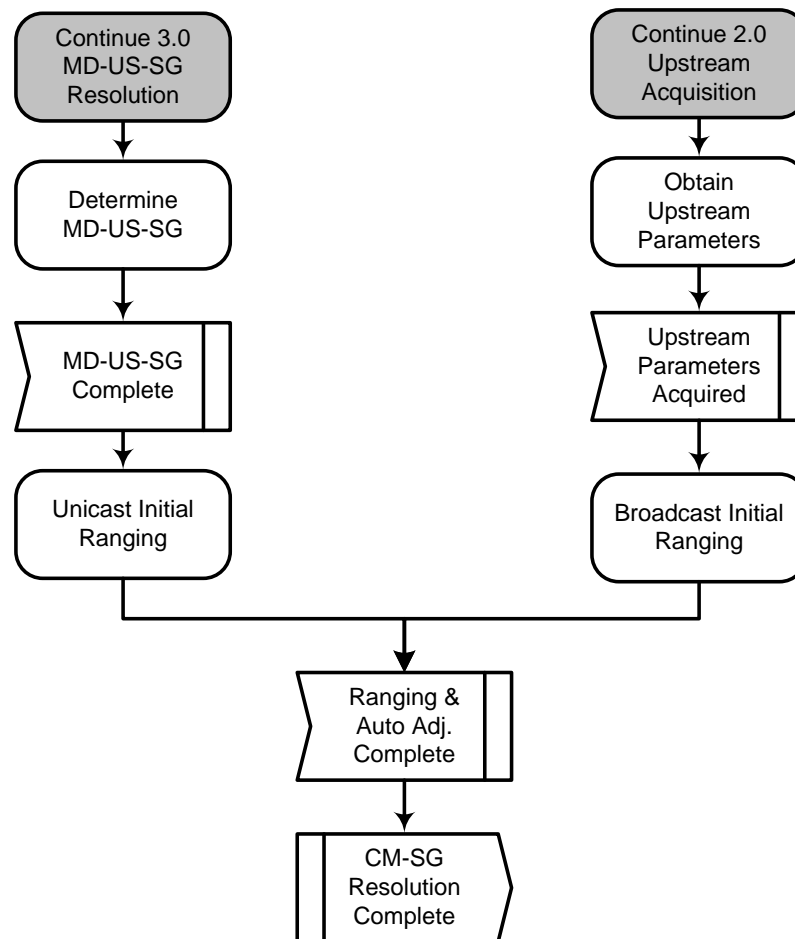 Continue 3.0
MD-US-SG
Resolution
Determine
MD-US-SG
MD-US-SG
Complete
Unicast Initial
Ranging
Continue 2.0
Upstream
Acquisition
Obtain
Upstream
Parameters
Upstream
Parameters
Acquired
Broadcast Initial
Ranging
Ranging &
Auto Adj.
Complete
CM-SG
Resolution
Complete